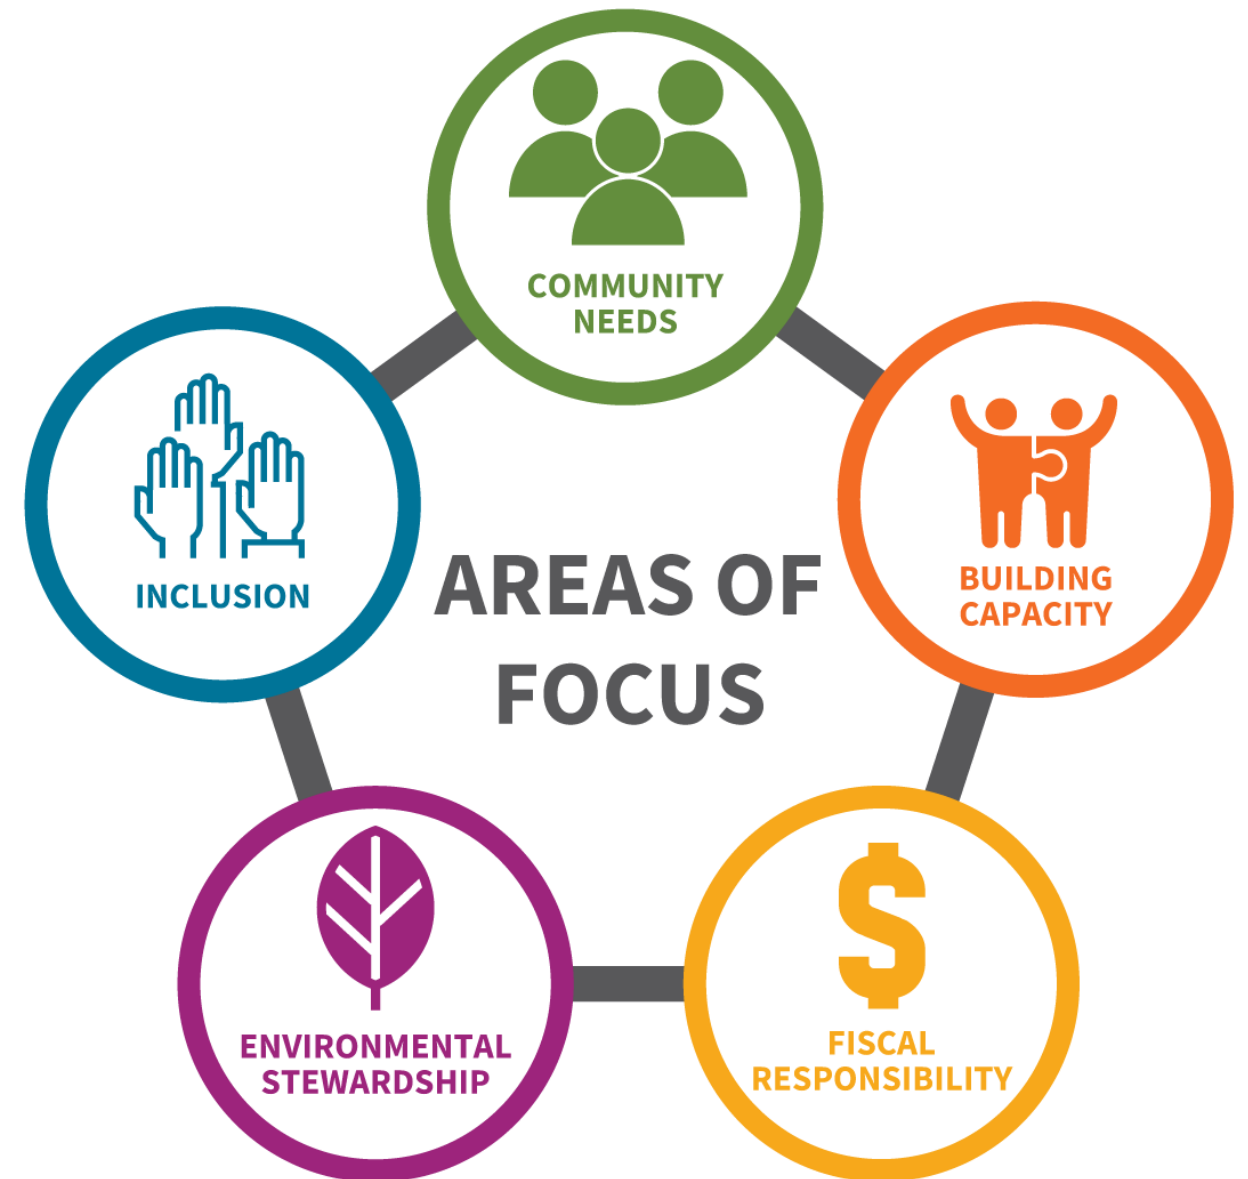 COMMUNITY
NEEDS
BUILDING
CAPACITY
INCLUSION
AREAS OF
FOCUS
ENVIRONMENTAL
STEWARDSHIP
FISCAL
RESPONSIBILITY